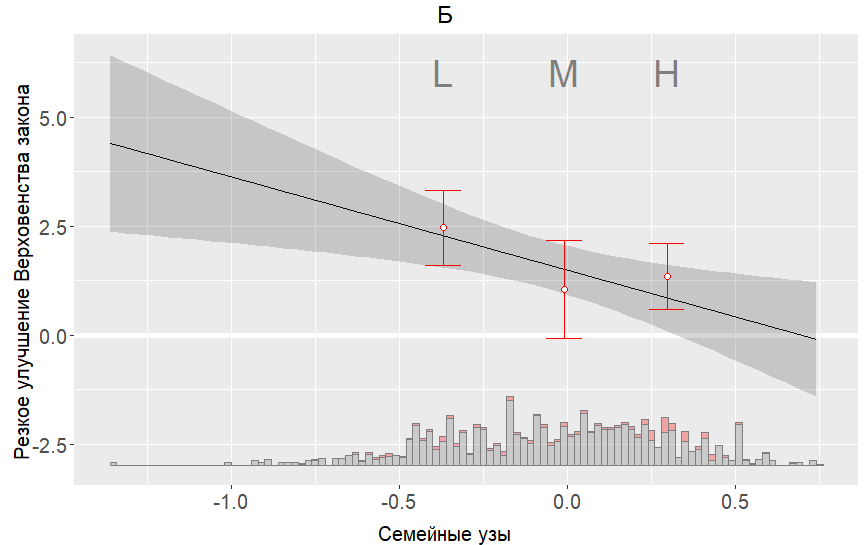 Б
L M H
Резкое улучшение Верховенства закона
5.0
2.5
0.0
-2.5
-1.0 -0.5 0.0 0.5
Семейные узы